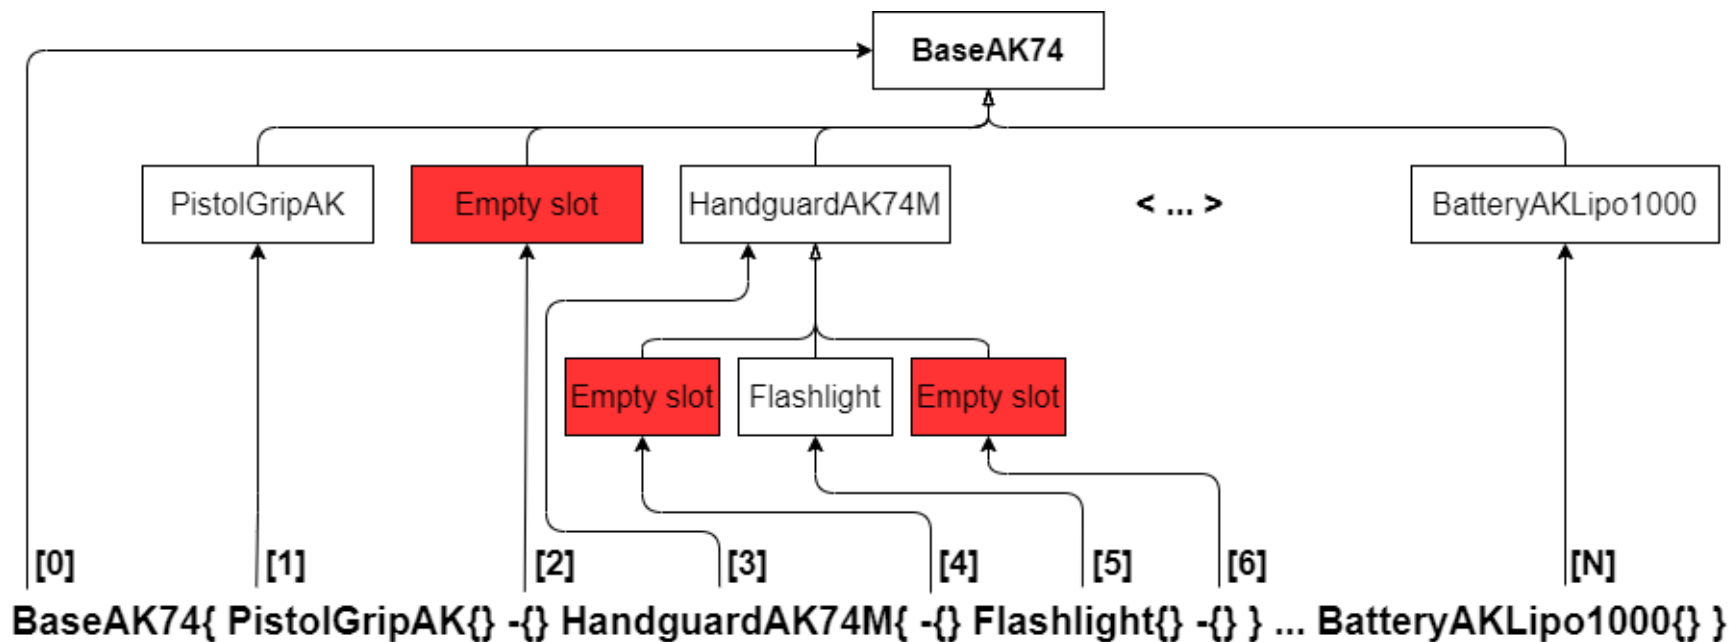 BaseAK74
PistolGripAK
Empty slot
HandguardAK74M
< ... >
BatteryAKLipo1000
Empty slot
Flashlight
Empty slot
[0]
[1]
[2]
[3]
[4]
[5]
[6]
[N]
BaseAK74{ PistolGripAK{} -{} HandguardAK74M{ -{} Flashlight{} -{} } ... BatteryAKLipo1000{} }